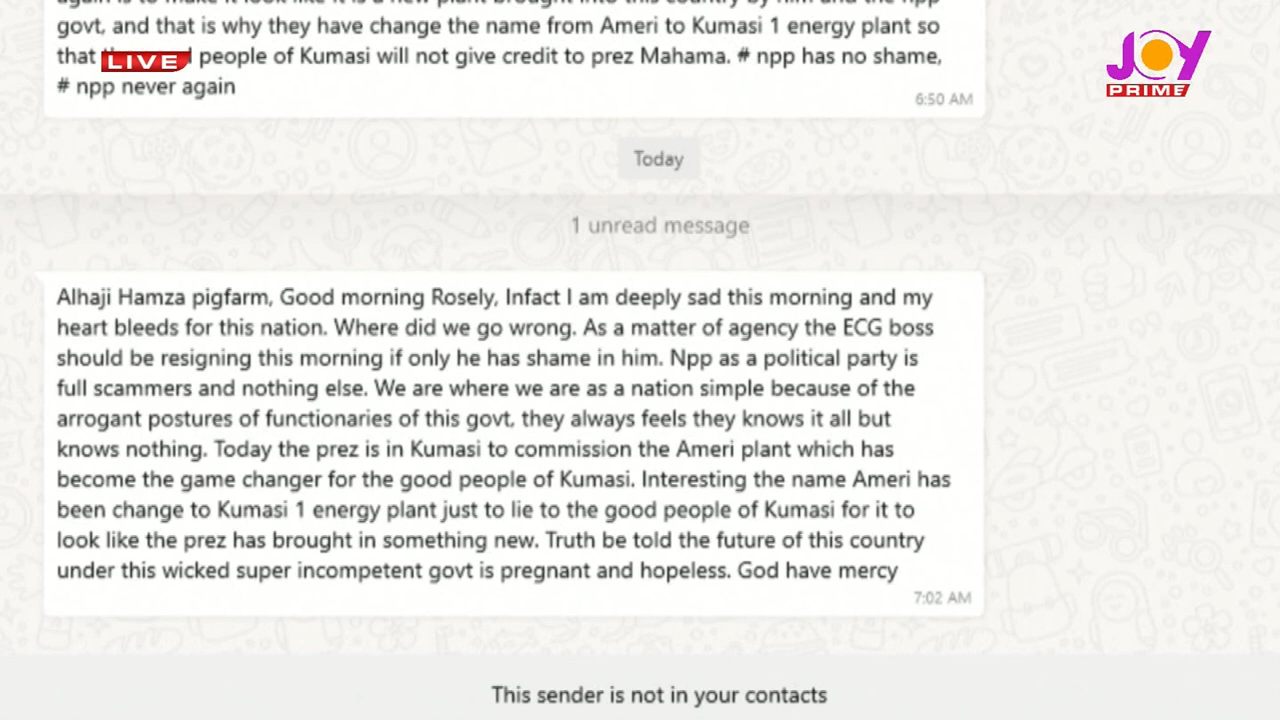 govt, and that is why they have change the name from Ameri to Kumasi 1 energy plant so
that people of Kumasi will not give credit to prez Mahama. # npp has no shame,
# npp never again
6:50 AM
LIVE
JOY
PRIME
Today
1 unread message
Alhaji Hamza pigfarm, Good morning Rosely, Infact I am deeply sad this morning and my
heart bleeds for this nation. Where did we go wrong. As a matter of agency the ECG boss
should be resigning this morning if only he has shame in him. Npp as a political party is
full scammers and nothing else. We are where we are as a nation simple because of the
arrogant postures of functionaries of this govt, they always feels they knows it all but
knows nothing. Today the prez is in Kumasi to commission the Ameri plant which has
become the game changer for the good people of Kumasi. Interesting the name Ameri has
been change to Kumasi 1 energy plant just to lie to the good people of Kumasi for it to
look like the prez has brought in something new. Truth be told the future of this country
under this wicked super incompetent govt is pregnant and hopeless. God have mercy
7:02 AM
This sender is not in your contacts